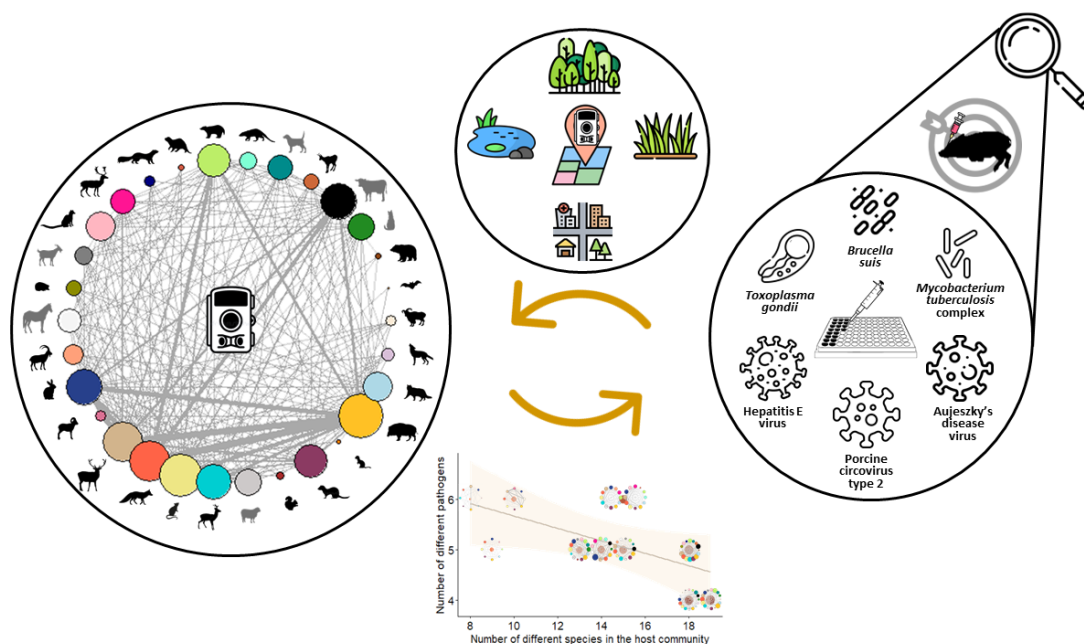 Brucella
suis
Toxoplasma
gondii
Mycobacterium
tuberculosis
complex
Hepatitis E
virus
Aujeszky's
disease
virus
Porcine
circovirus
type 2
Number of different pathogens
6
5
4
8
10
12
14
16
18
Number of different species in the host community